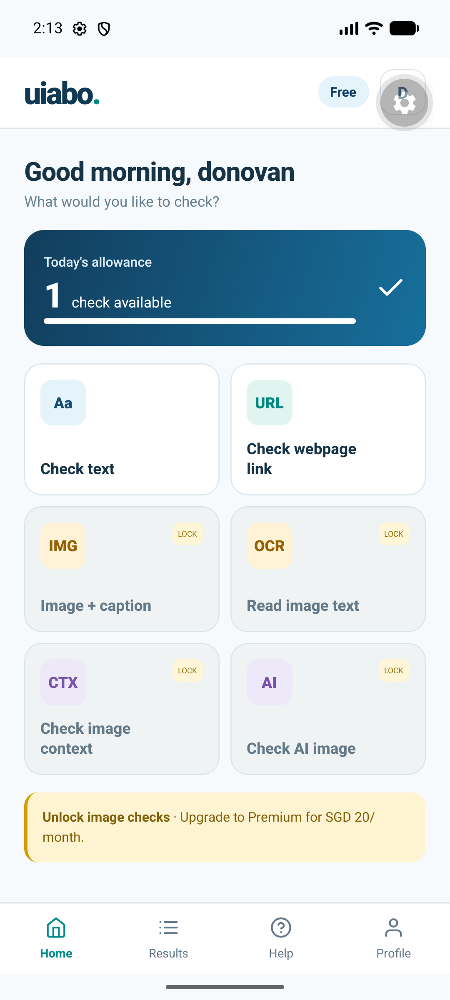 2:13
uiabo.
Free
D
Good morning, donovan
What would you like to check?
Today's allowance
1 check available
Aa
Check text
URL
Check webpage
link
IMG
LOCK
Image + caption
OCR
LOCK
Read image text
CTX
LOCK
Check image
context
AI
LOCK
Check AI image
Unlock image checks · Upgrade to Premium for SGD 20/
month.
Home
Results
Help
Profile